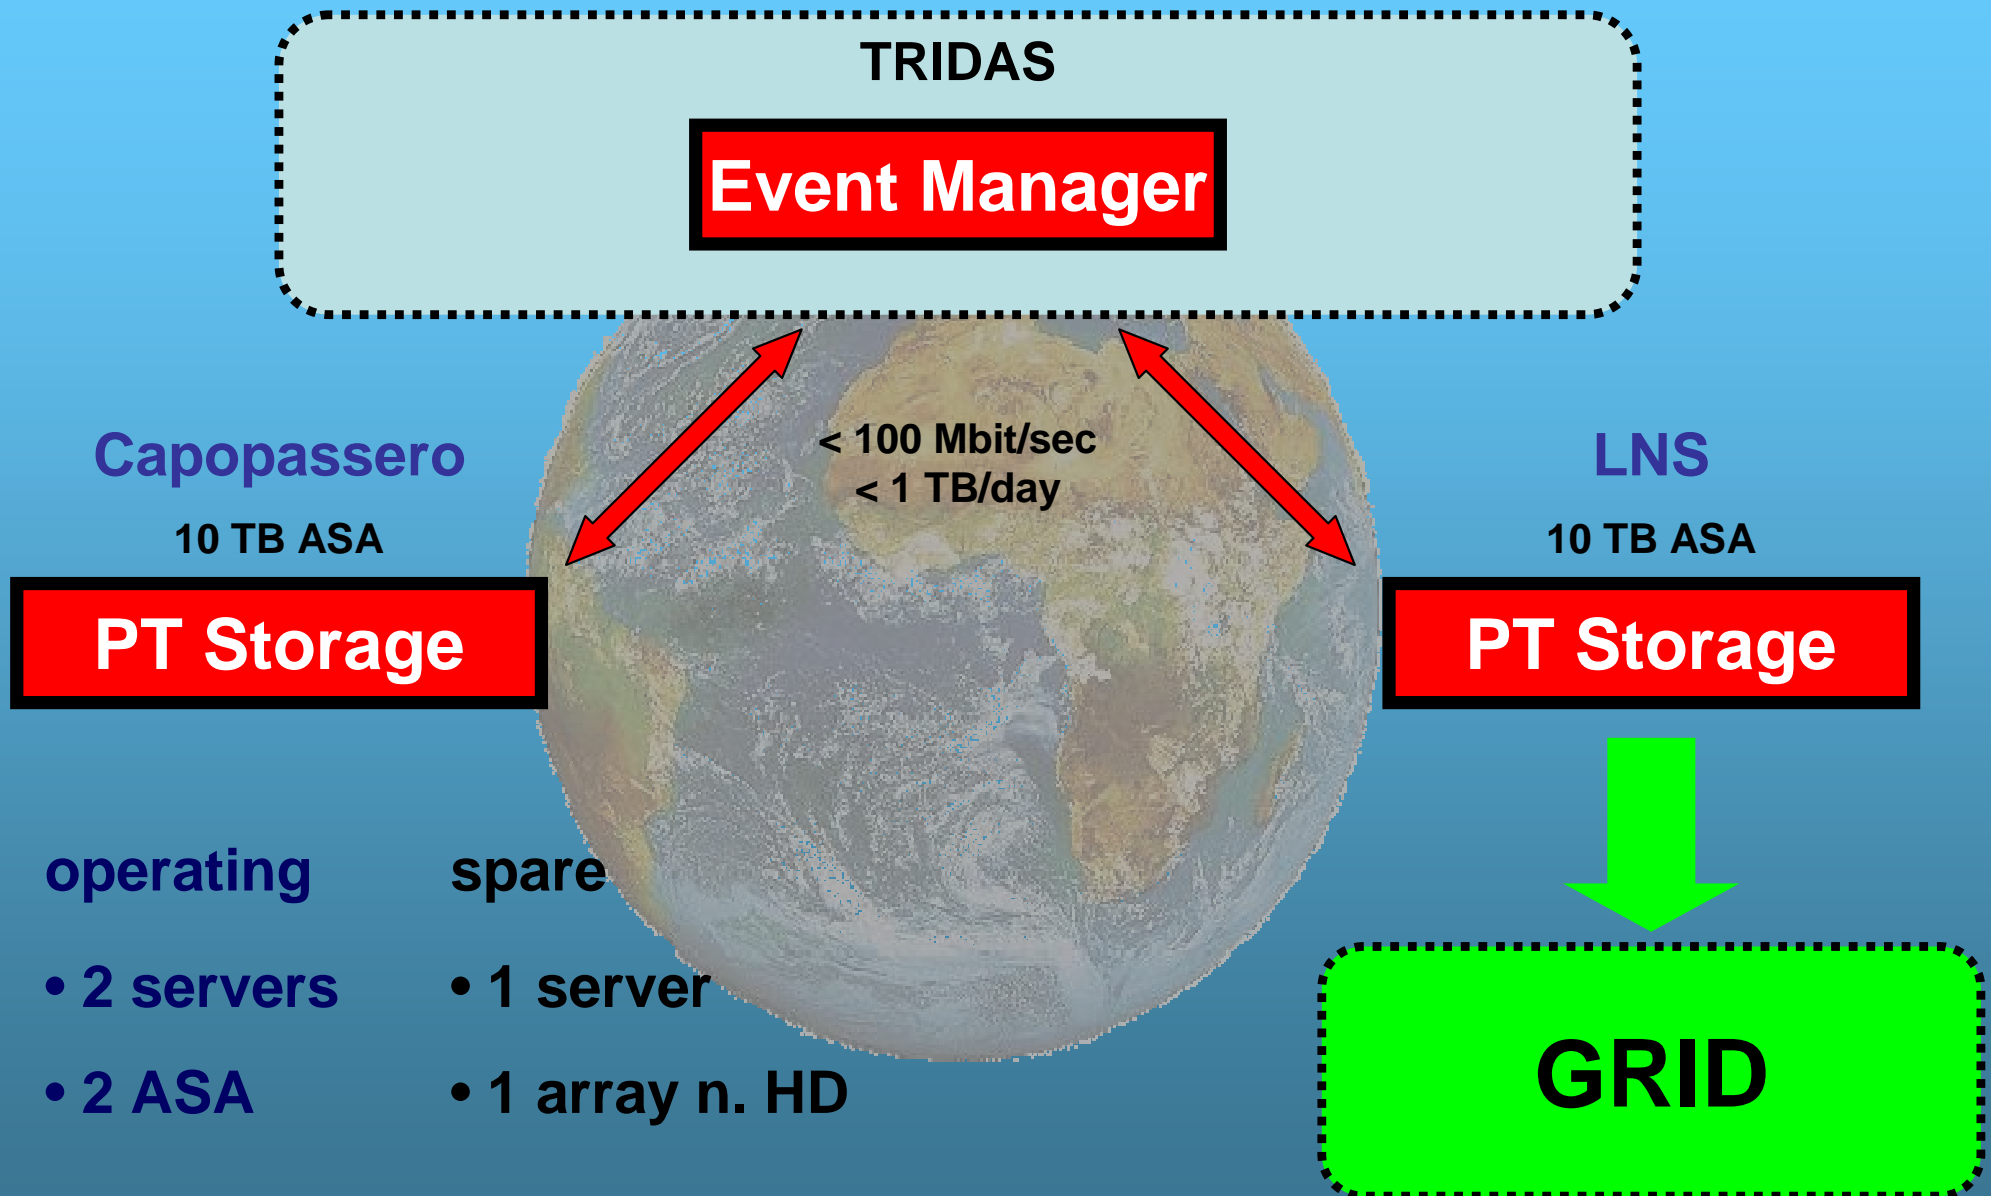 TRIDAS
Event Manager
< 100 Mbit/sec
< 1 TB/day
Capopassero
10 TB ASA
PT Storage
LNS
10 TB ASA
PT Storage
operating
• 2 servers
• 2 ASA
spare
• 1 server
• 1 array n. HD
GRID